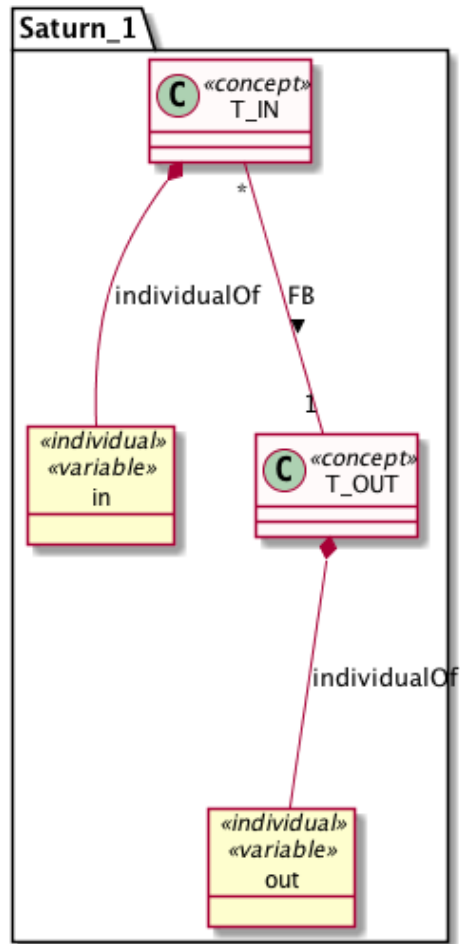 Saturn_1
C «concept»
T_IN
*
individualOf
FB
1
«individual»
«variable»
in
C «concept»
T_OUT
individualOf
«individual»
«variable»
out